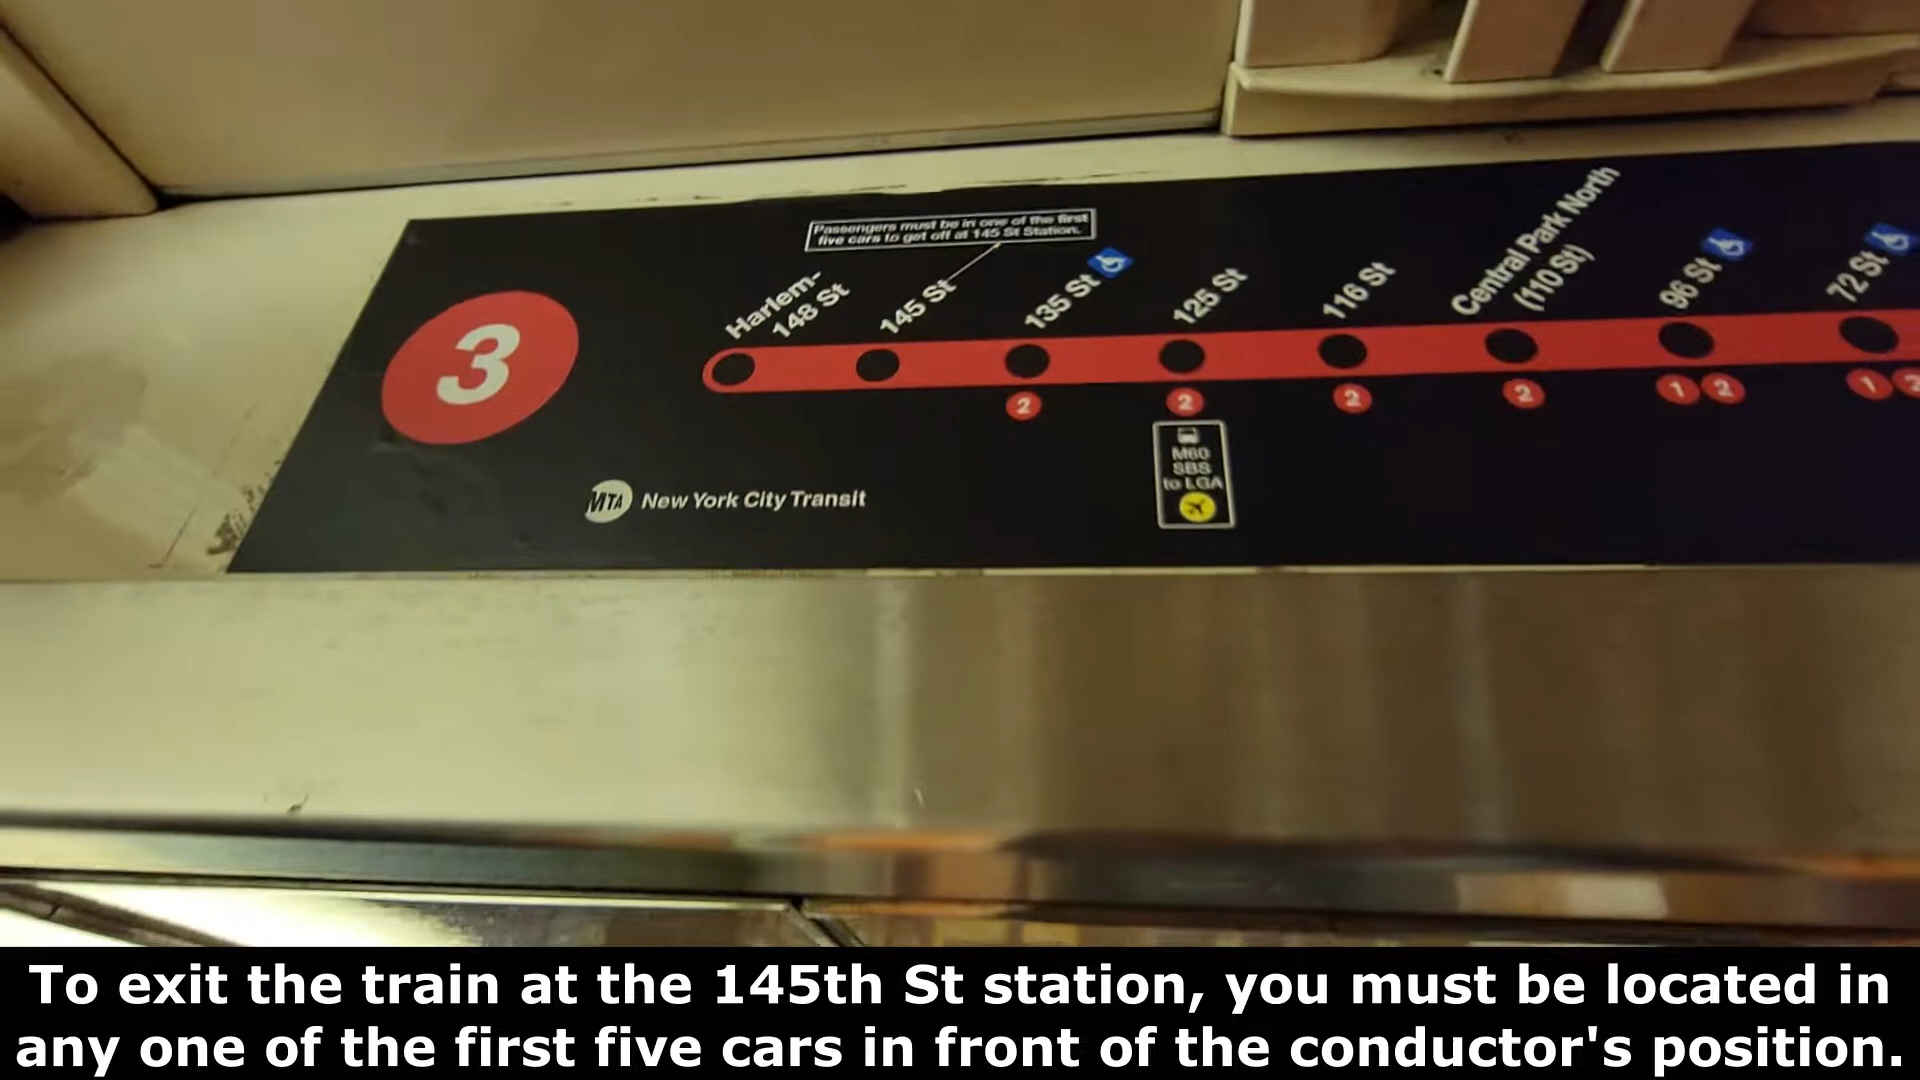 Passengers must be in one of the first
five cars to get off at 145 St Station.
3
Harlem-
148 St
145 St
135 St
125 St
116 St
Central Park North
(110 St)
96 St
72 St
2
2
2
2
1 2
1 2
M60
SBS
to LGA
MTA New York City Transit
To exit the train at the 145th St station, you must be located in
any one of the first five cars in front of the conductor's position.